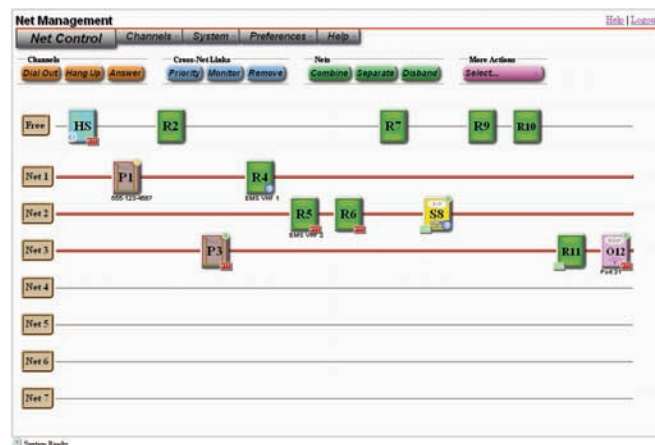 Net Management
Help | Logout
Net Control Channels System Preferences Help
Channels Cross-Net Links Nets More Actions
Dial Out Hang Up Answer Priority Monitor Remove Combine Separate Disband Select...
Free HS R2 R7 R9 R10
Net 1 P1 R4
555-123-4567 EMS VHF 1
Net 2 R5 R6 S8
EMS VHF 2
Net 3 P3 R11 O12
Port 21
Net 4
Net 5
Net 6
Net 7
System Ready